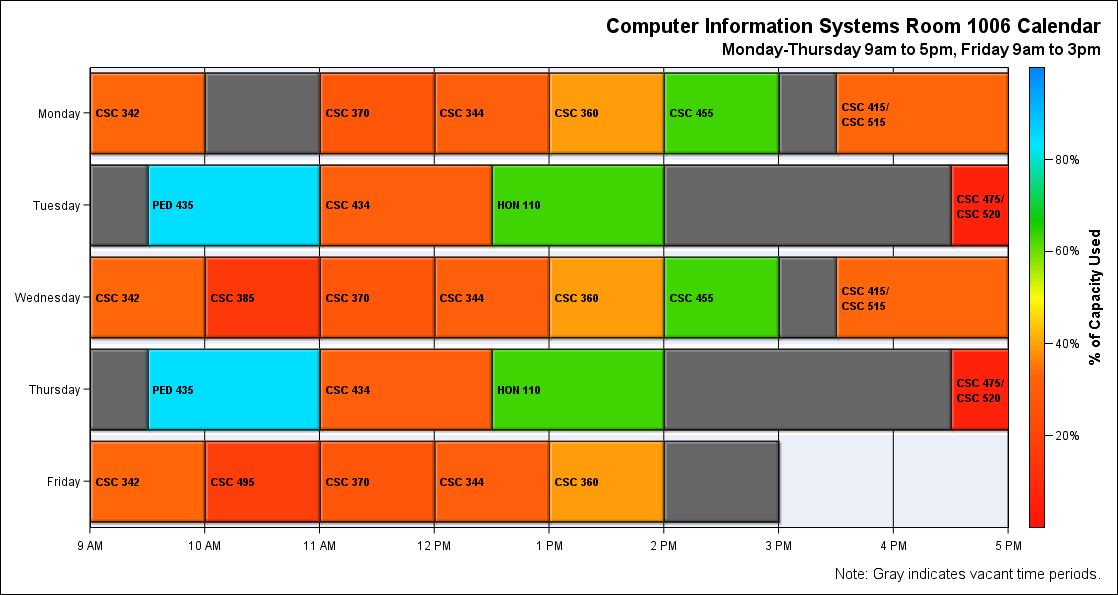 Computer Information Systems Room 1006 Calendar
Monday-Thursday 9am to 5pm, Friday 9am to 3pm
Monday
CSC 342
CSC 370
CSC 344
CSC 360
CSC 455
CSC 415/
CSC 515
Tuesday
PED 435
CSC 434
HON 110
CSC 475/
CSC 520
Wednesday
CSC 342
CSC 385
CSC 370
CSC 344
CSC 360
CSC 455
CSC 415/
CSC 515
Thursday
PED 435
CSC 434
HON 110
CSC 475/
CSC 520
Friday
CSC 342
CSC 495
CSC 370
CSC 344
CSC 360
9 AM
10 AM
11 AM
12 PM
1 PM
2 PM
3 PM
4 PM
5 PM
80%
60%
40%
20%
% of Capacity Used
Note: Gray indicates vacant time periods.